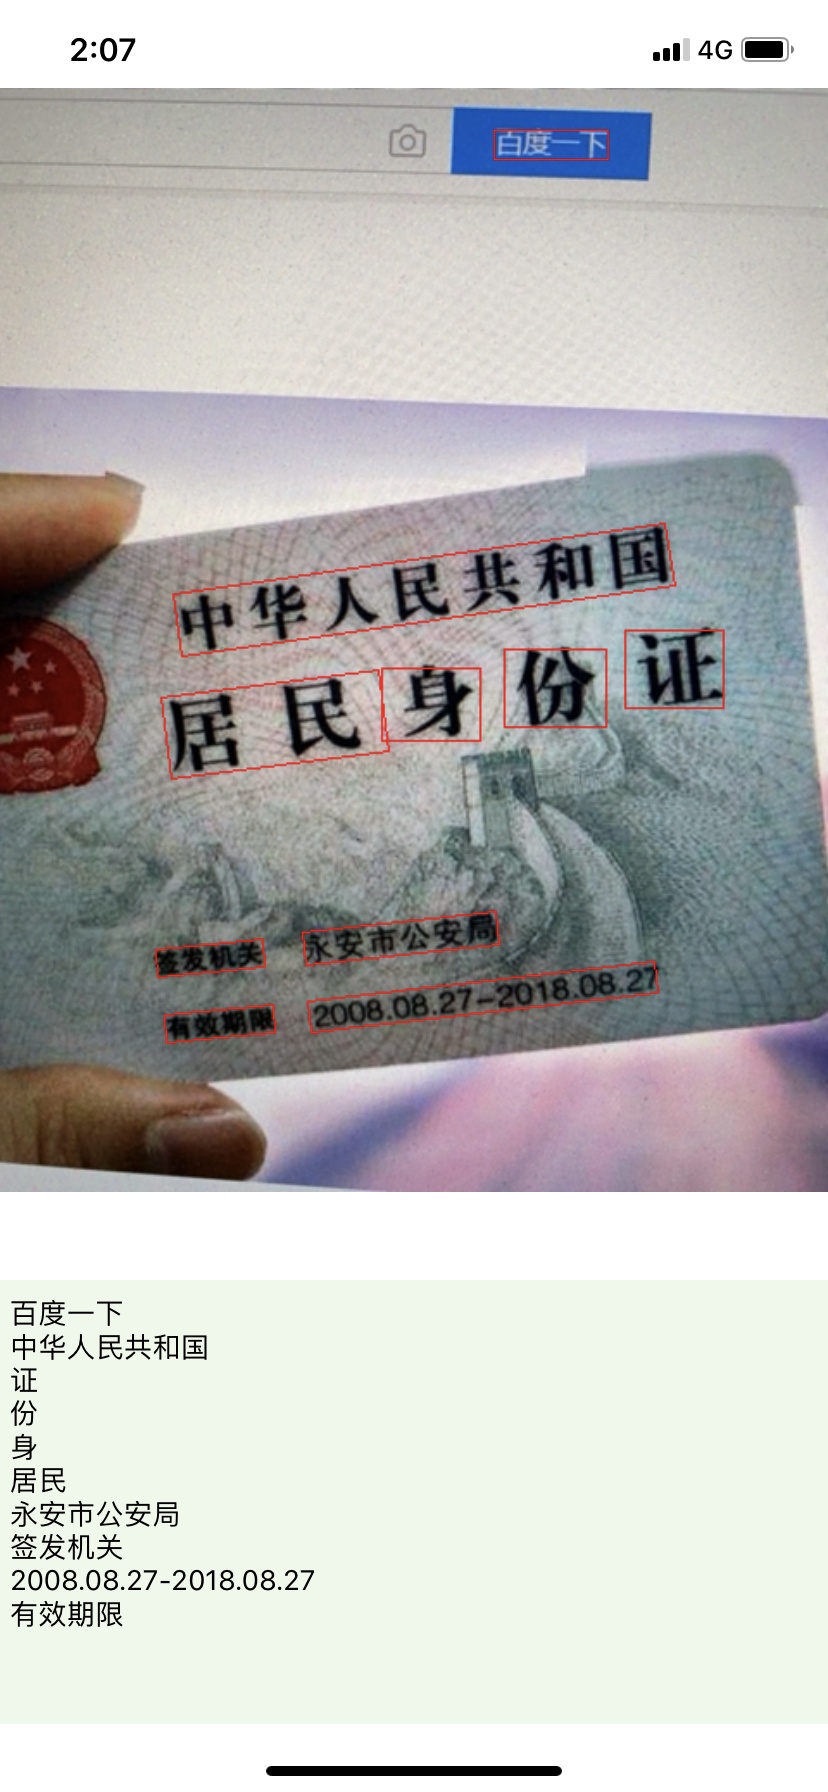 2:07
4G
百度一下
中华人民共和国
居民身份证
签发机关 永安市公安局
有效期限 2008.08.27-2018.08.27
百度一下
中华人民共和国
证
份
身
居民
永安市公安局
签发机关
2008.08.27-2018.08.27
有效期限